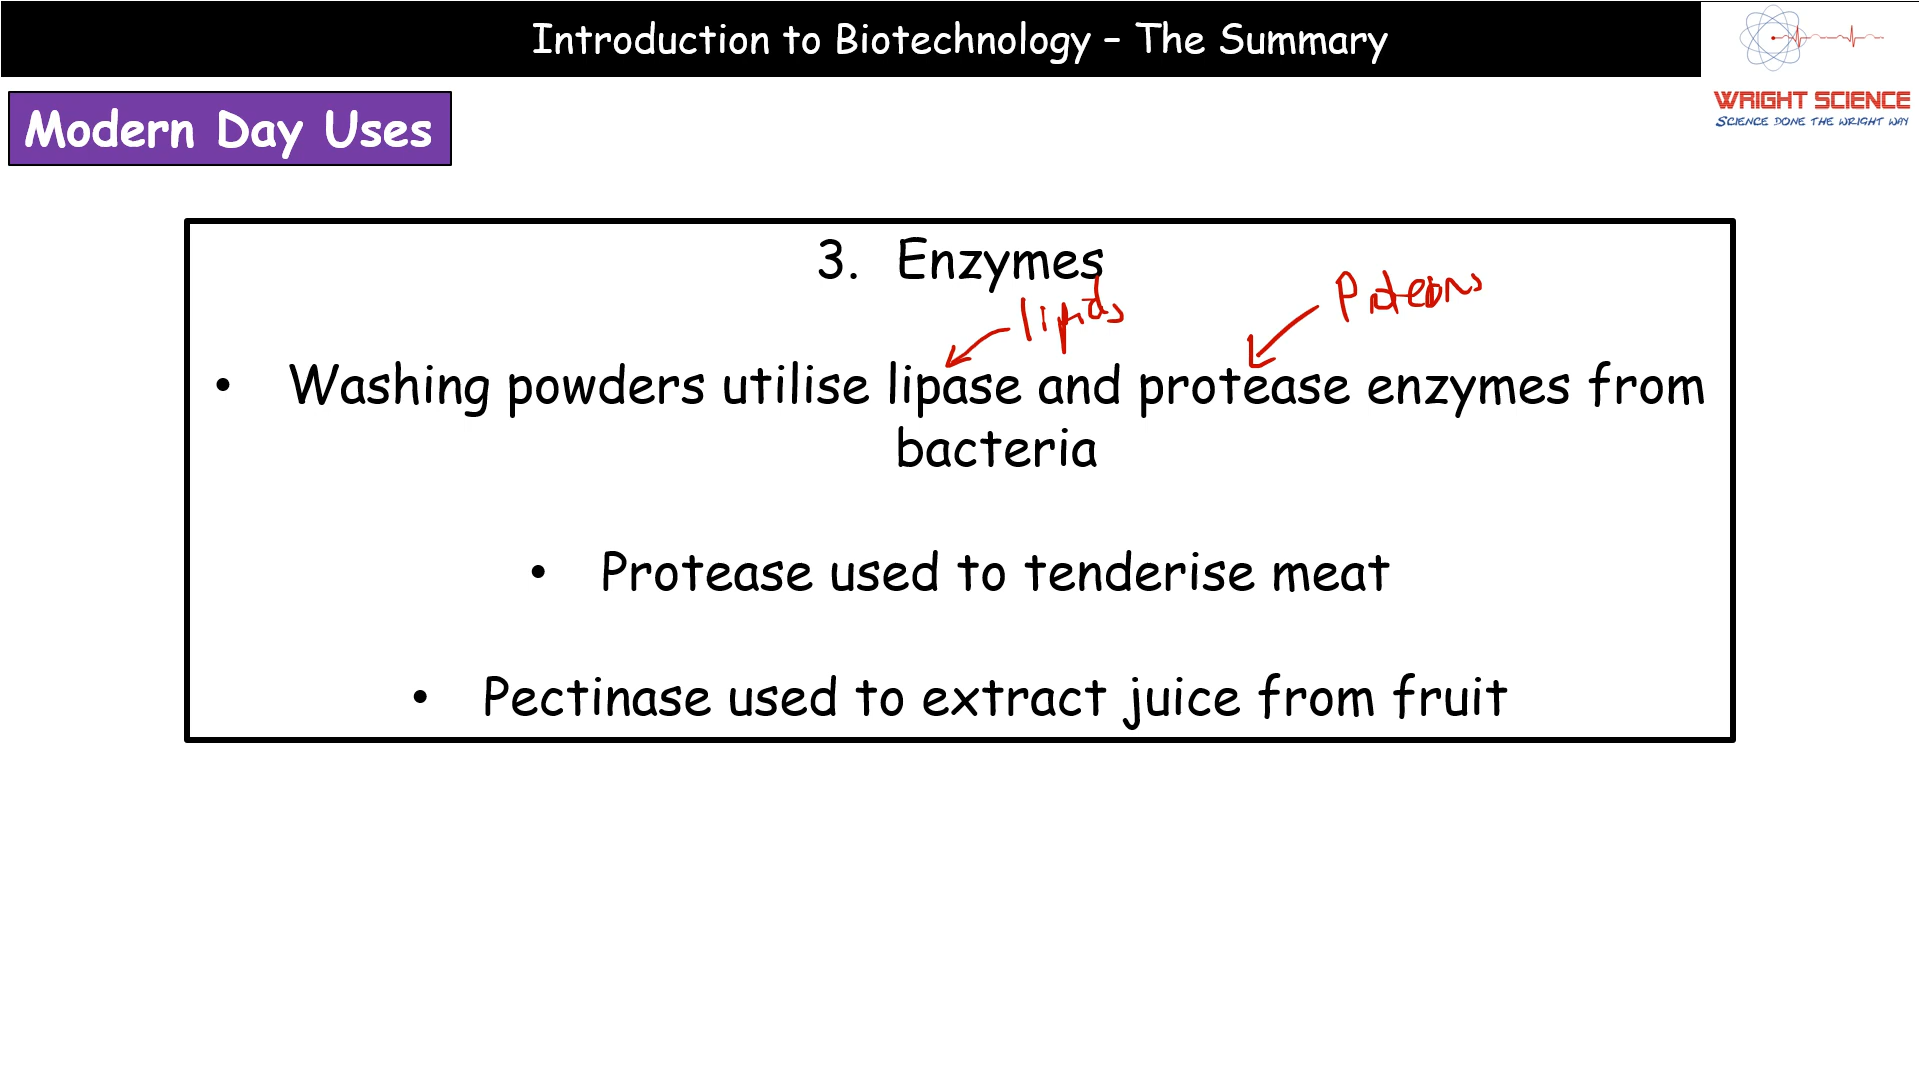 Introduction to Biotechnology – The Summary
WRIGHT SCIENCE
SCIENCE DONE THE WRIGHT WAY
Modern Day Uses
3. Enzymes
lipids
Proteins
• Washing powders utilise lipase and protease enzymes from
bacteria
• Protease used to tenderise meat
• Pectinase used to extract juice from fruit